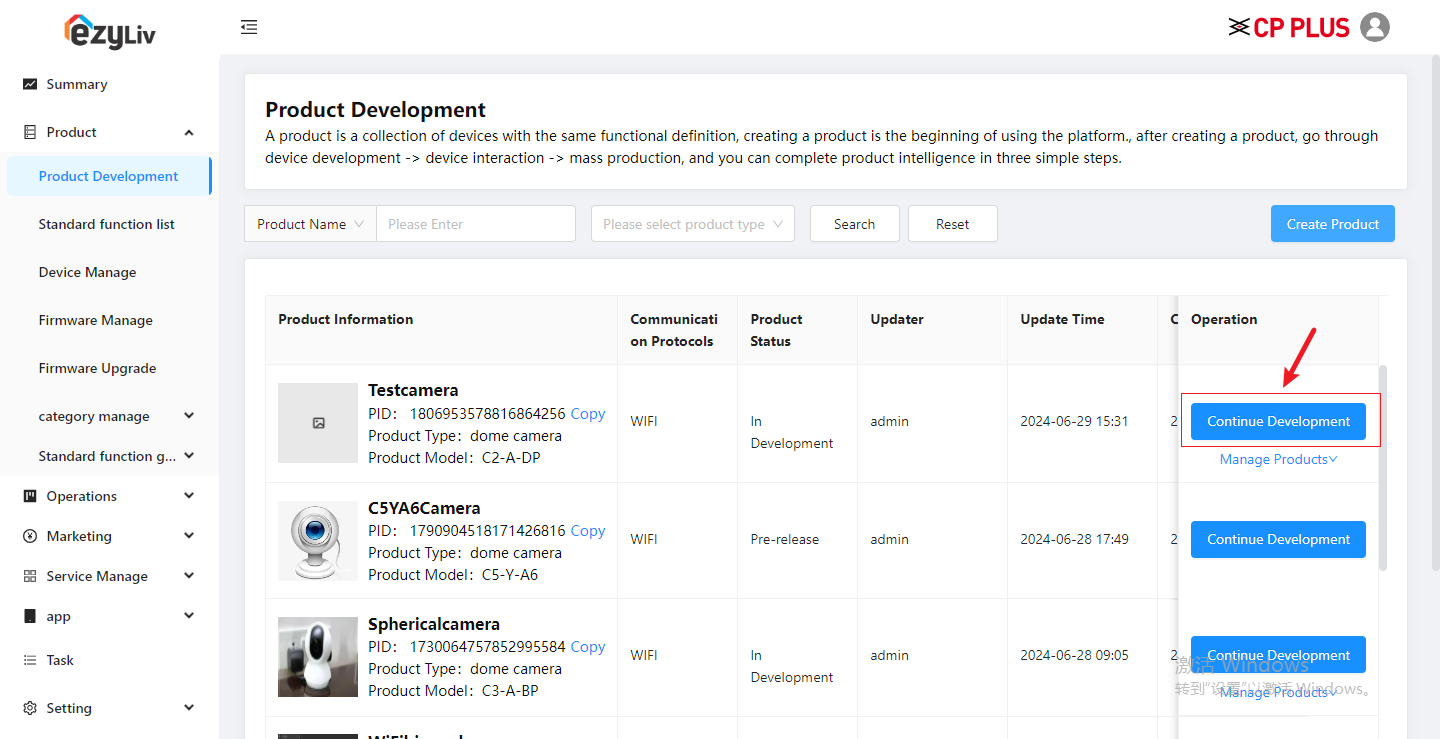 ezyLiv
CP PLUS
Summary
Product
Product Development
Standard function list
Device Manage
Firmware Manage
Firmware Upgrade
category manage
Standard function g...
Operations
Marketing
Service Manage
app
Task
Setting
Product Development
A product is a collection of devices with the same functional definition, creating a product is the beginning of using the platform., after creating a product, go through
device development -> device interaction -> mass production, and you can complete product intelligence in three simple steps.
Product Name
Please Enter
Please select product type
Search
Reset
Create Product
Product Information
Communicati
on Protocols
Product
Status
Updater
Update Time
C
Operation
Testcamera
PID: 1806953578816864256 Copy
Product Type: dome camera
Product Model: C2-A-DP
WIFI
In
Development
admin
2024-06-29 15:31
2
Continue Development
Manage Products
C5YA6Camera
PID: 1790904518171426816 Copy
Product Type: dome camera
Product Model: C5-Y-A6
WIFI
Pre-release
admin
2024-06-28 17:49
2
Continue Development
Sphericalcamera
PID: 1730064757852995584 Copy
Product Type: dome camera
Product Model: C3-A-BP
WIFI
In
Development
admin
2024-06-28 09:05
2
Continue Development
Manage Products
激活 Windows
转到"设置"以激活 Windows。